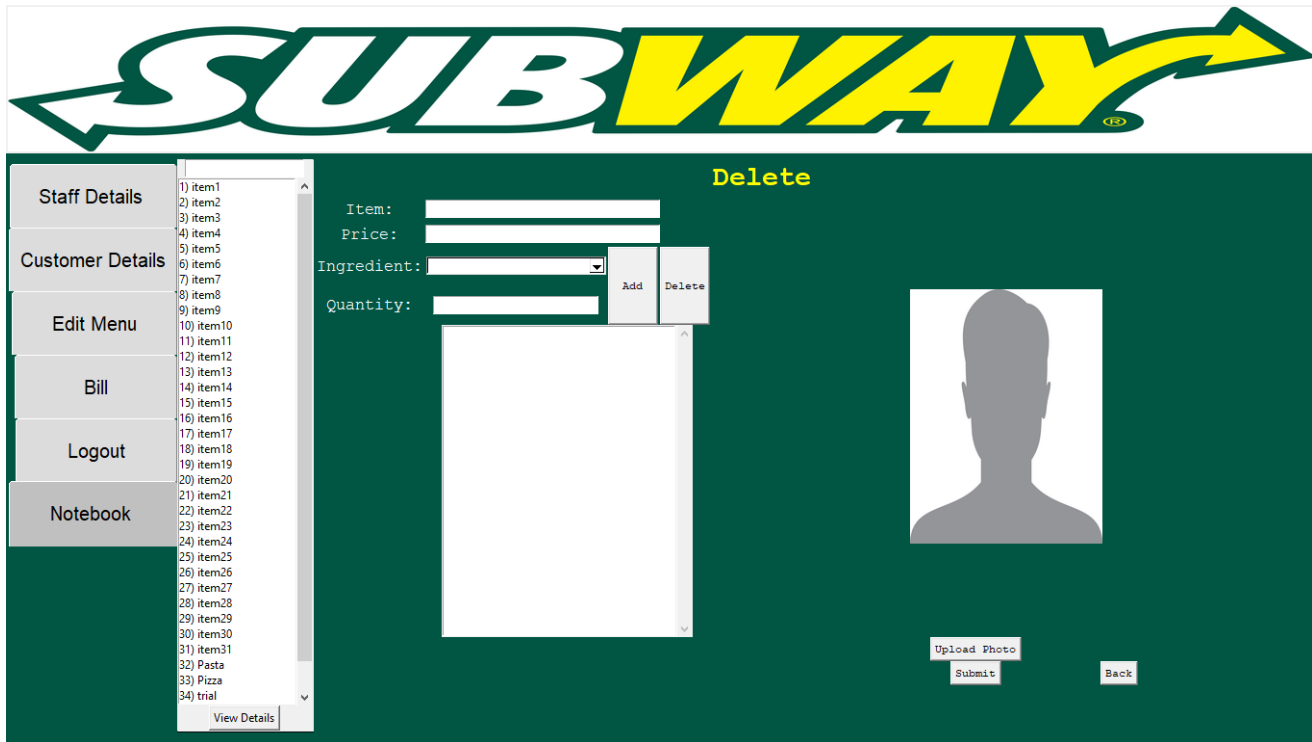 SUBWAY®
Delete
Staff Details
Customer Details
Edit Menu
Bill
Logout
Notebook
1) item1
2) item2
3) item3
4) item4
5) item5
6) item6
7) item7
8) item8
9) item9
10) item10
11) item11
12) item12
13) item13
14) item14
15) item15
16) item16
17) item17
18) item18
19) item19
20) item20
21) item21
22) item22
23) item23
24) item24
25) item25
26) item26
27) item27
28) item28
29) item29
30) item30
31) item31
32) Pasta
33) Pizza
34) trial
View Details
Item:
Price:
Ingredient:
Add
Delete
Quantity:
Upload Photo
Submit
Back